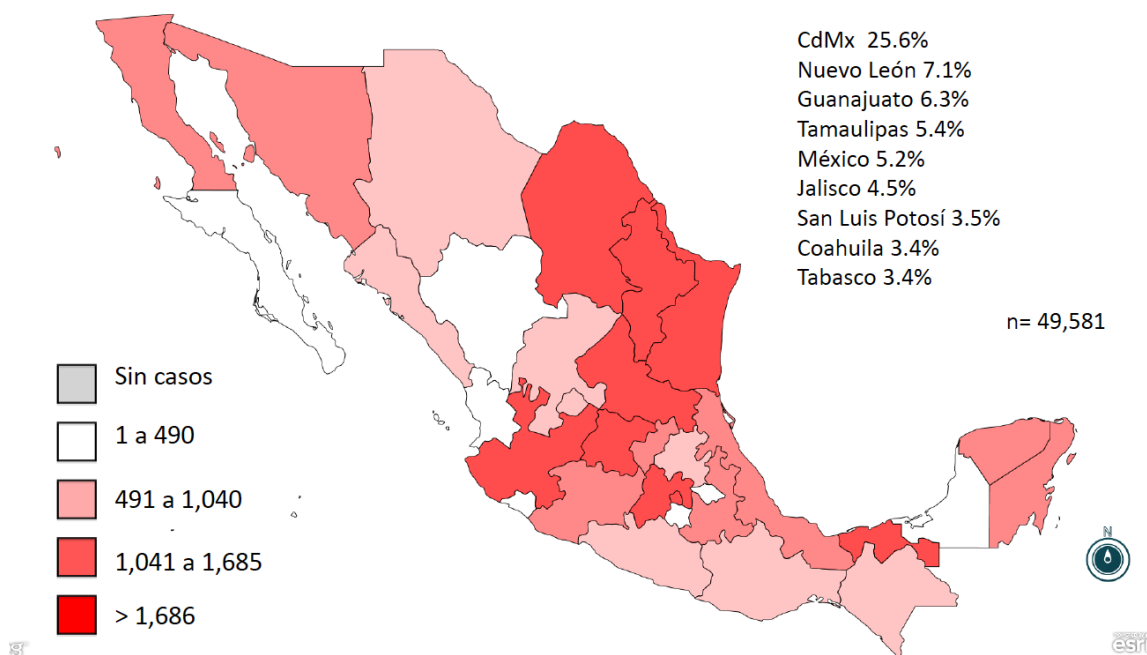 CdMx 25.6%
Nuevo León 7.1%
Guanajuato 6.3%
Tamaulipas 5.4%
México 5.2%
Jalisco 4.5%
San Luis Potosí 3.5%
Coahuila 3.4%
Tabasco 3.4%
n= 49,581
Sin casos
1 a 490
491 a 1,040
1,041 a 1,685
> 1,686
N
esri